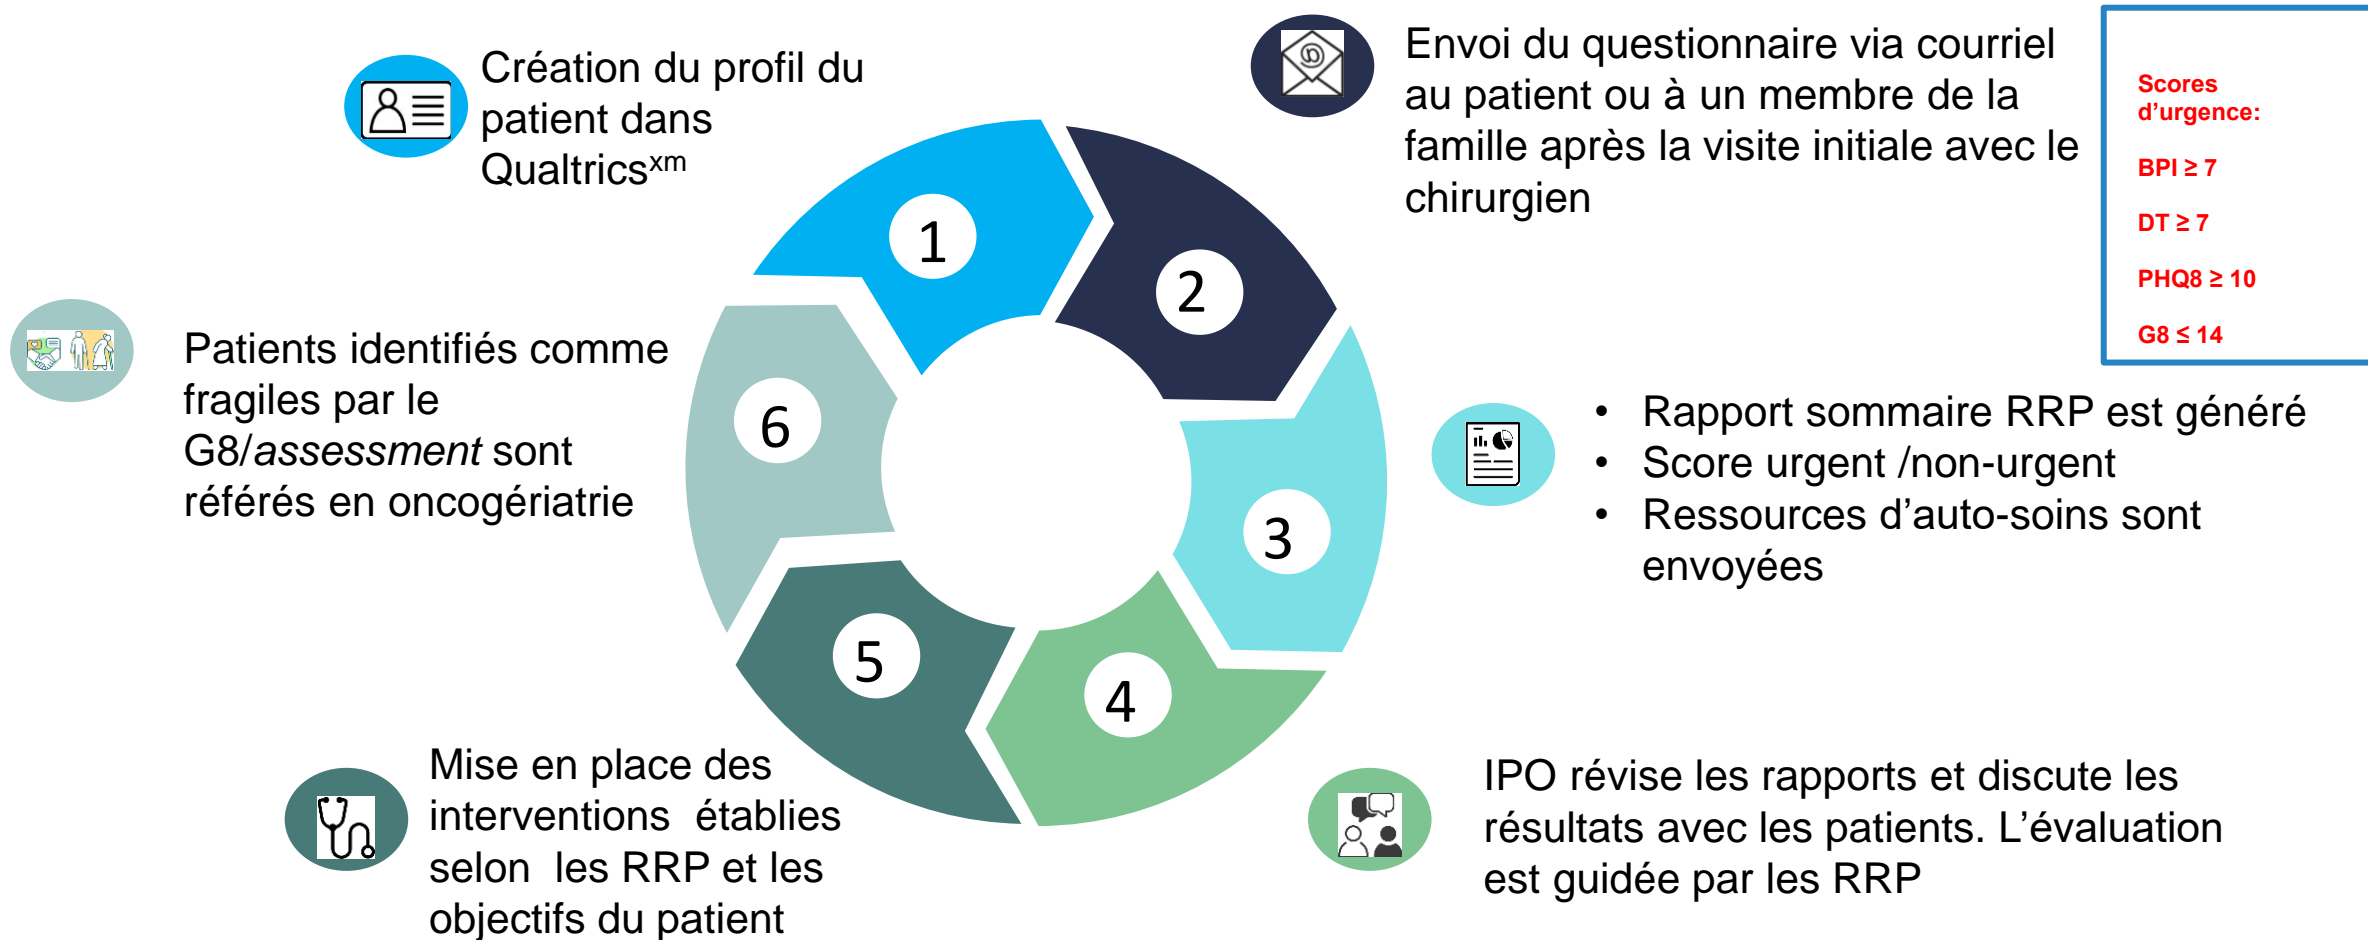 Création du profil du
patient dans
Qualtricsxm
1
Envoi du questionnaire via courriel
au patient ou à un membre de la
famille après la visite initiale avec le
chirurgien
2
Scores
d’urgence:
BPI ≥ 7
DT ≥ 7
PHQ8 ≥ 10
G8 ≤ 14
• Rapport sommaire RRP est généré
• Score urgent /non-urgent
• Ressources d’auto-soins sont
envoyées
3
IPO révise les rapports et discute les
résultats avec les patients. L’évaluation
est guidée par les RRP
4
Mise en place des
interventions établies
selon les RRP et les
objectifs du patient
5
Patients identifiés comme
fragiles par le
G8/assessment sont
référés en oncogériatrie
6